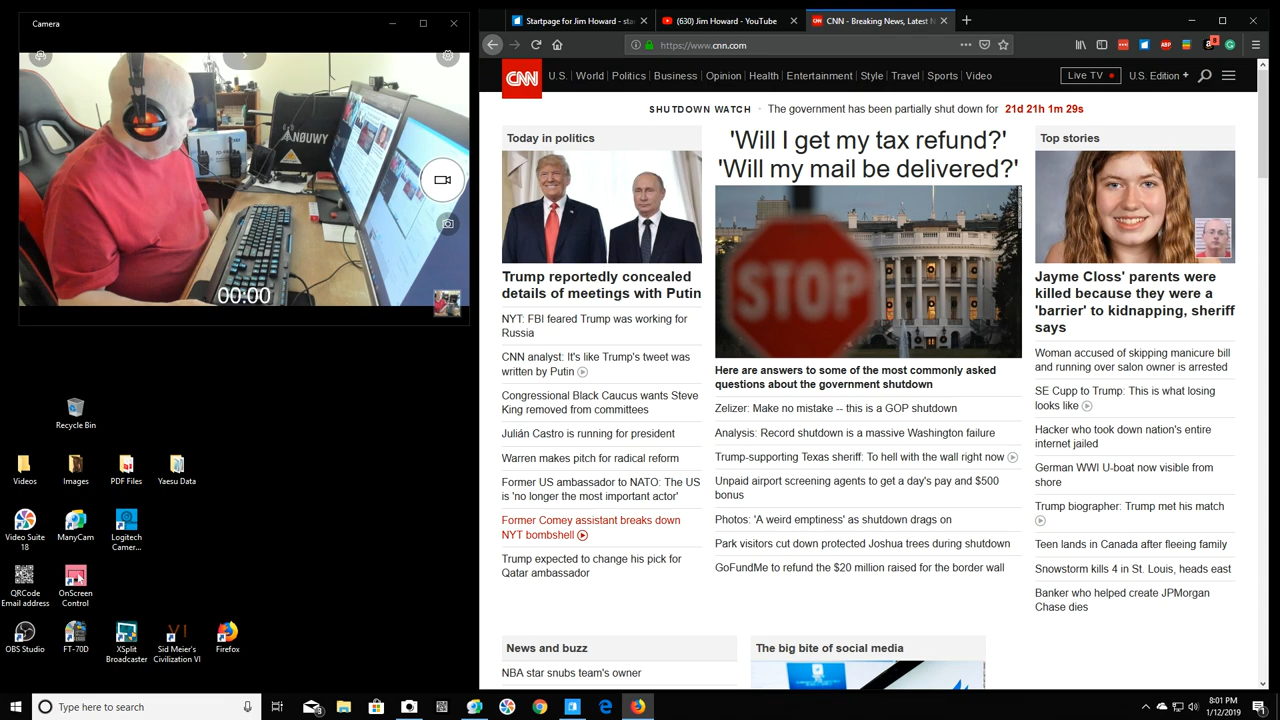 Camera
ANØUWY
00:00
Recycle Bin
Videos
Images
PDF Files
Yaesu Data
Video Suite
18
ManyCam
Logitech
Camer...
QRCode
Email address
OnScreen
Control
OBS Studio
FT-70D
XSplit
Broadcaster
Sid Meier's
Civilization VI
Firefox
Startpage for Jim Howard - sta
(630) Jim Howard - YouTube
CNN - Breaking News, Latest N
https://www.cnn.com
ABP
8
CNN
U.S.
World
Politics
Business
Opinion
Health
Entertainment
Style
Travel
Sports
Video
Live TV
U.S. Edition +
SHUTDOWN WATCH
The government has been partially shut down for 21d 21h 1m 29s
Today in politics
Trump reportedly concealed
details of meetings with Putin
NYT: FBI feared Trump was working for
Russia
CNN analyst: It's like Trump's tweet was
written by Putin
Congressional Black Caucus wants Steve
King removed from committees
Julián Castro is running for president
Warren makes pitch for radical reform
Former US ambassador to NATO: The US
is 'no longer the most important actor'
Former Comey assistant breaks down
NYT bombshell
Trump expected to change his pick for
Qatar ambassador
'Will I get my tax refund?'
'Will my mail be delivered?'
STOP
Here are answers to some of the most commonly asked
questions about the government shutdown
Zelizer: Make no mistake -- this is a GOP shutdown
Analysis: Record shutdown is a massive Washington failure
Trump-supporting Texas sheriff: To hell with the wall right now
Unpaid airport screening agents to get a day's pay and $500
bonus
Photos: 'A weird emptiness' as shutdown drags on
Park visitors cut down protected Joshua trees during shutdown
GoFundMe to refund the $20 million raised for the border wall
Top stories
Jayme Closs' parents were
killed because they were a
'barrier' to kidnapping, sheriff
says
Woman accused of skipping manicure bill
and running over salon owner is arrested
SE Cupp to Trump: This is what losing
looks like
Hacker who took down nation's entire
internet jailed
German WWI U-boat now visible from
shore
Trump biographer: Trump met his match
Teen lands in Canada after fleeing family
Snowstorm kills 4 in St. Louis, heads east
Banker who helped create JPMorgan
Chase dies
News and buzz
NBA star snubs team's owner
The big bite of social media
Type here to search
3
8:01 PM
1/12/2019
1